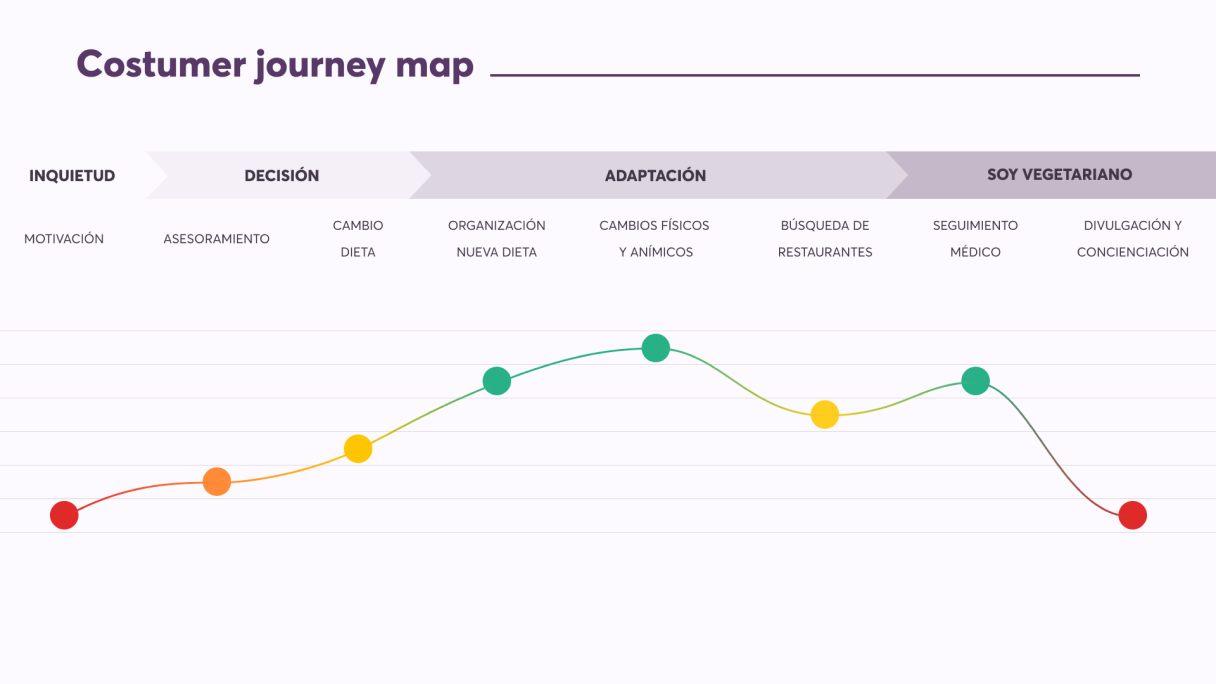 Costumer journey map
INQUIETUD
DECISIÓN
ADAPTACIÓN
SOY VEGETARIANO
MOTIVACIÓN
ASESORAMIENTO
CAMBIO
DIETA
ORGANIZACIÓN
NUEVA DIETA
CAMBIOS FÍSICOS
Y ANÍMICOS
BÚSQUEDA DE
RESTAURANTES
SEGUIMIENTO
MÉDICO
DIVULGACIÓN Y
CONCIENCIACIÓN